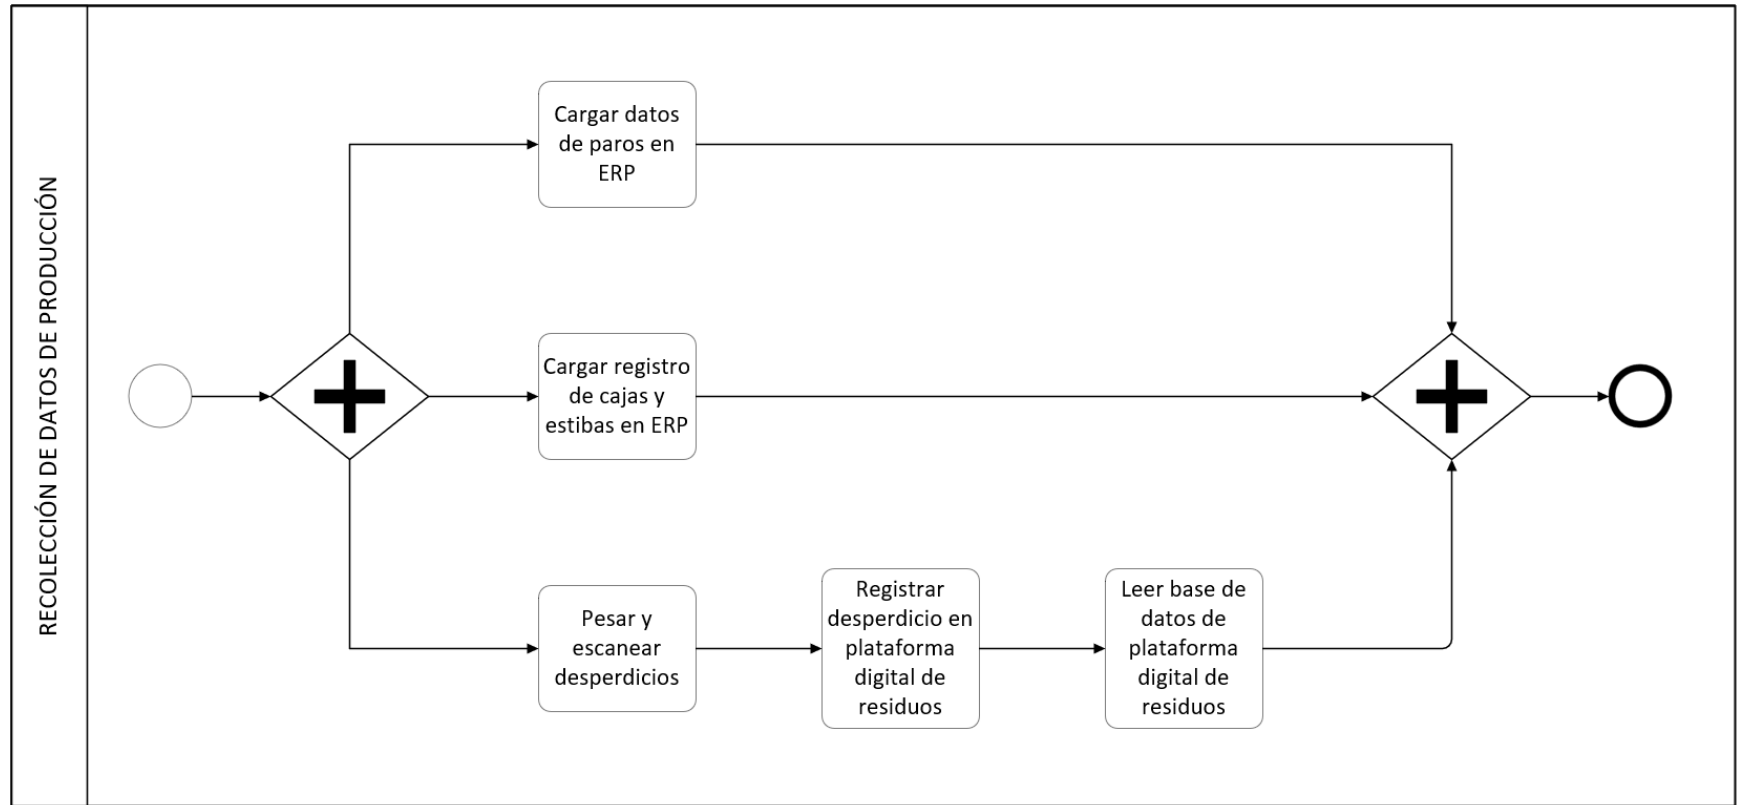 RECOLECCIÓN DE DATOS DE PRODUCCIÓN
Cargar datos
de paros en
ERP
Cargar registro
de cajas y
estibas en ERP
Pesar y
escanear
desperdicios
Registrar
desperdicio en
plataforma
digital de
residuos
Leer base de
datos de
plataforma
digital de
residuos